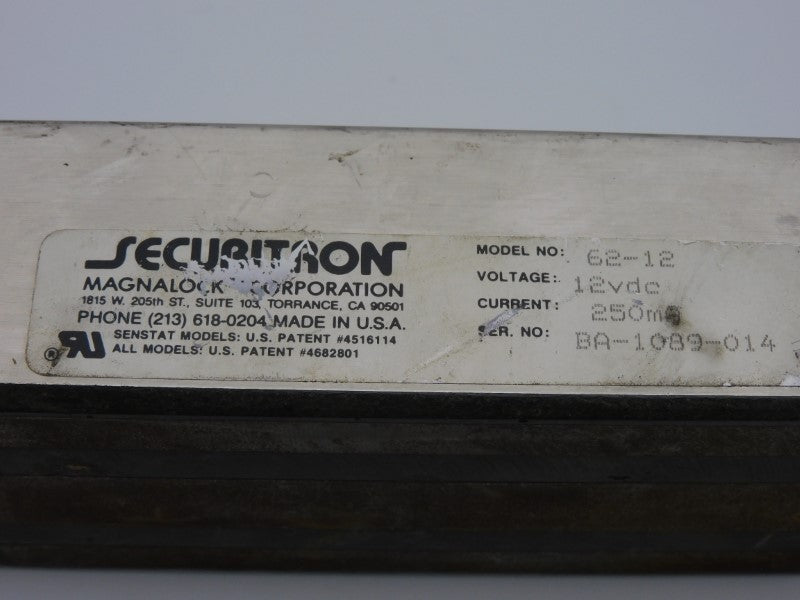 SECURITRON
MAGNALOCK CORPORATION
1815 W. 205th ST., SUITE 103, TORRANCE, CA 90501
PHONE (213) 618-0204 MADE IN U.S.A.
SENSTAT MODELS: U.S. PATENT #4516114
ALL MODELS: U.S. PATENT #4682801
MODEL NO: 62-12
VOLTAGE: 12vdc
CURRENT: 250ma
SER. NO: BA-1089-014